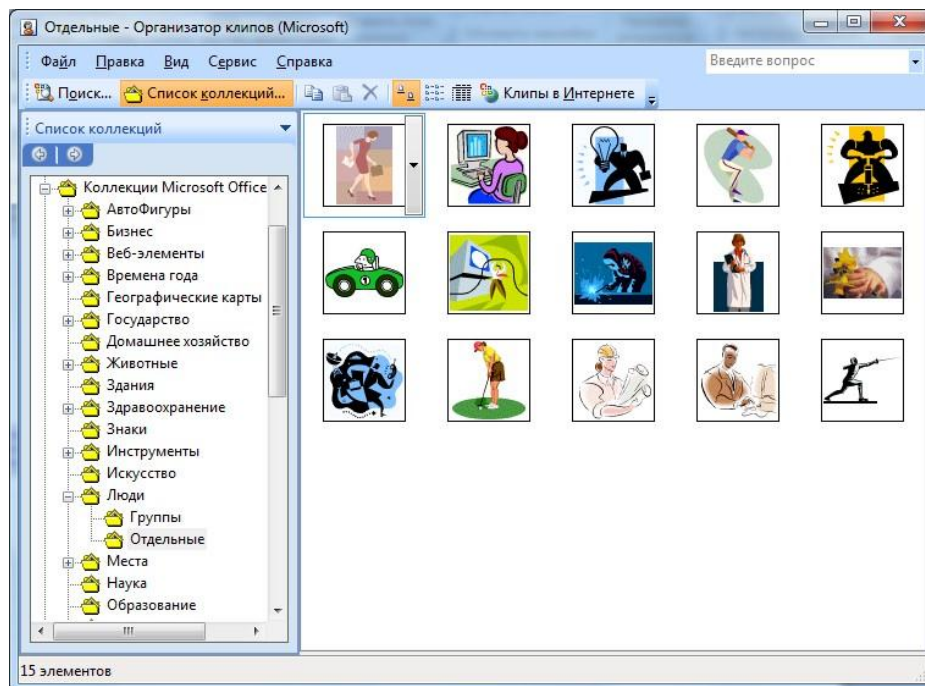 Отдельные - Организатор клипов (Microsoft)
Файл Правка Вид Сервис Справка
Введите вопрос
Поиск... Список коллекций... Клипы в Интернете
Список коллекций
Коллекции Microsoft Office
АвтоФигуры
Бизнес
Веб-элементы
Времена года
Географические карты
Государство
Домашнее хозяйство
Животные
Здания
Здравоохранение
Знаки
Инструменты
Искусство
Люди
Группы
Отдельные
Места
Наука
Образование
15 элементов